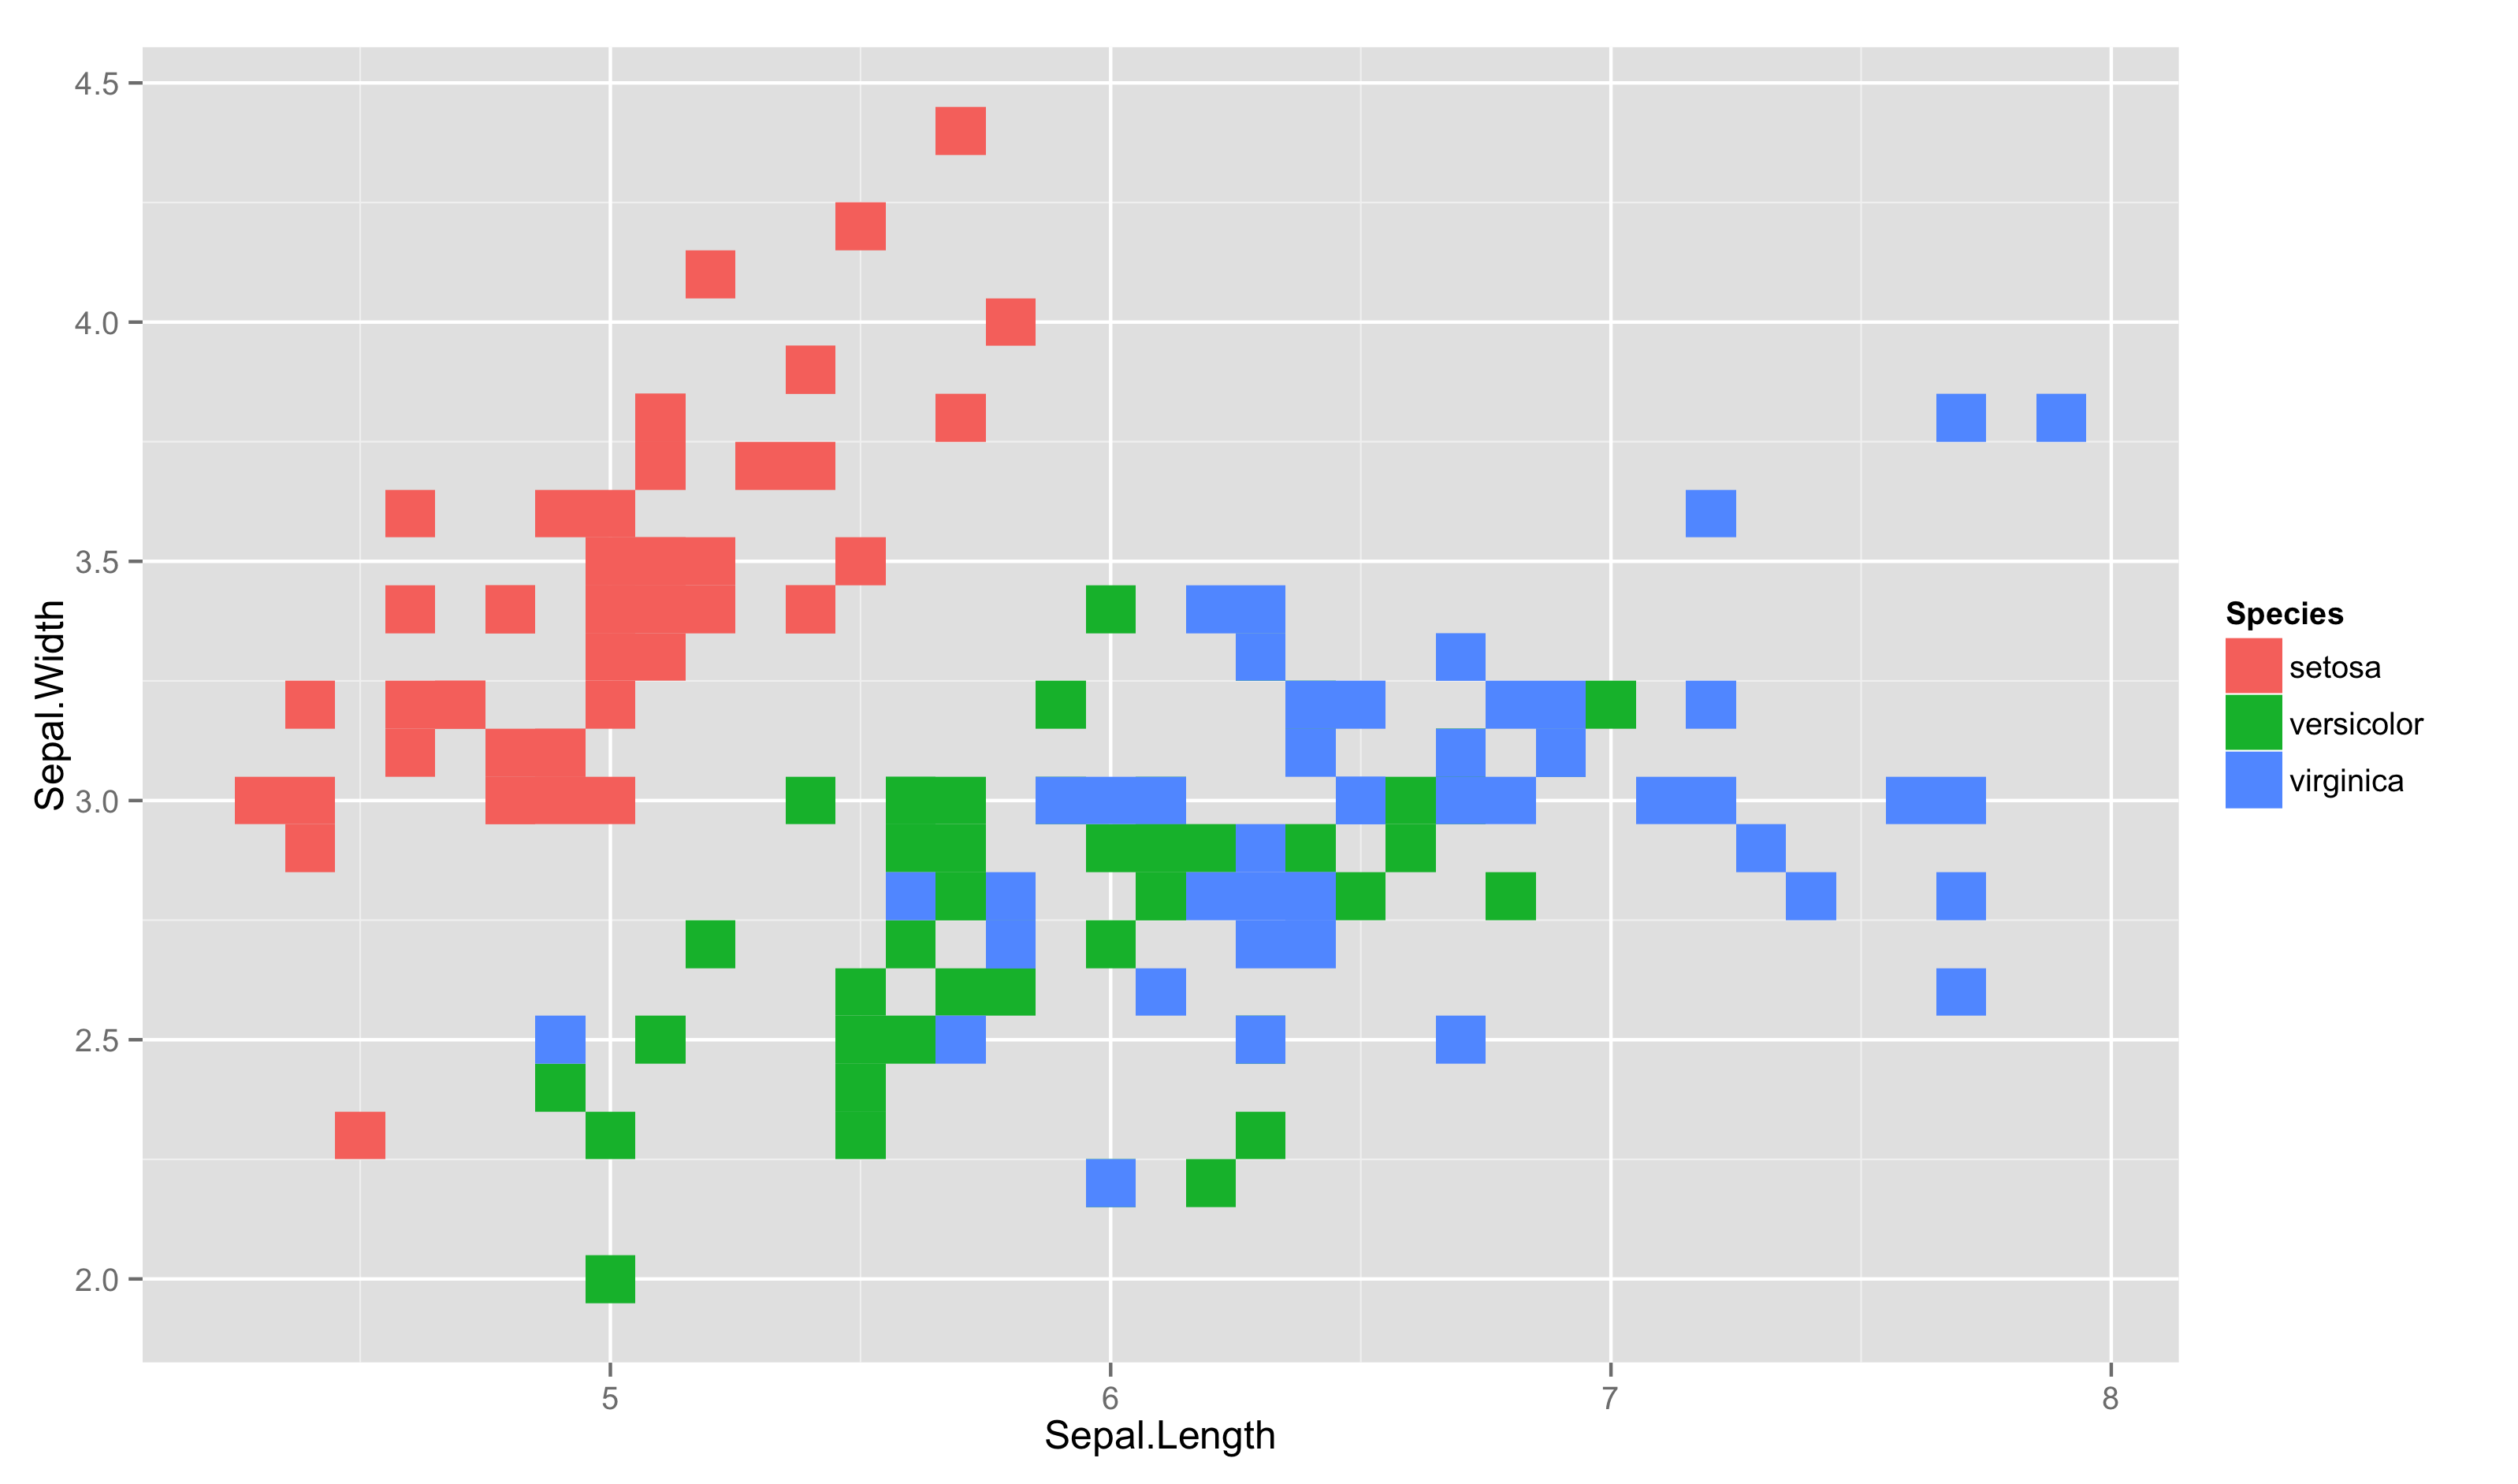 4.5
4.0
3.5
3.0
2.5
2.0
Sepal.Width
5 6 7 8
Sepal.Length
Species
setosa
versicolor
virginica